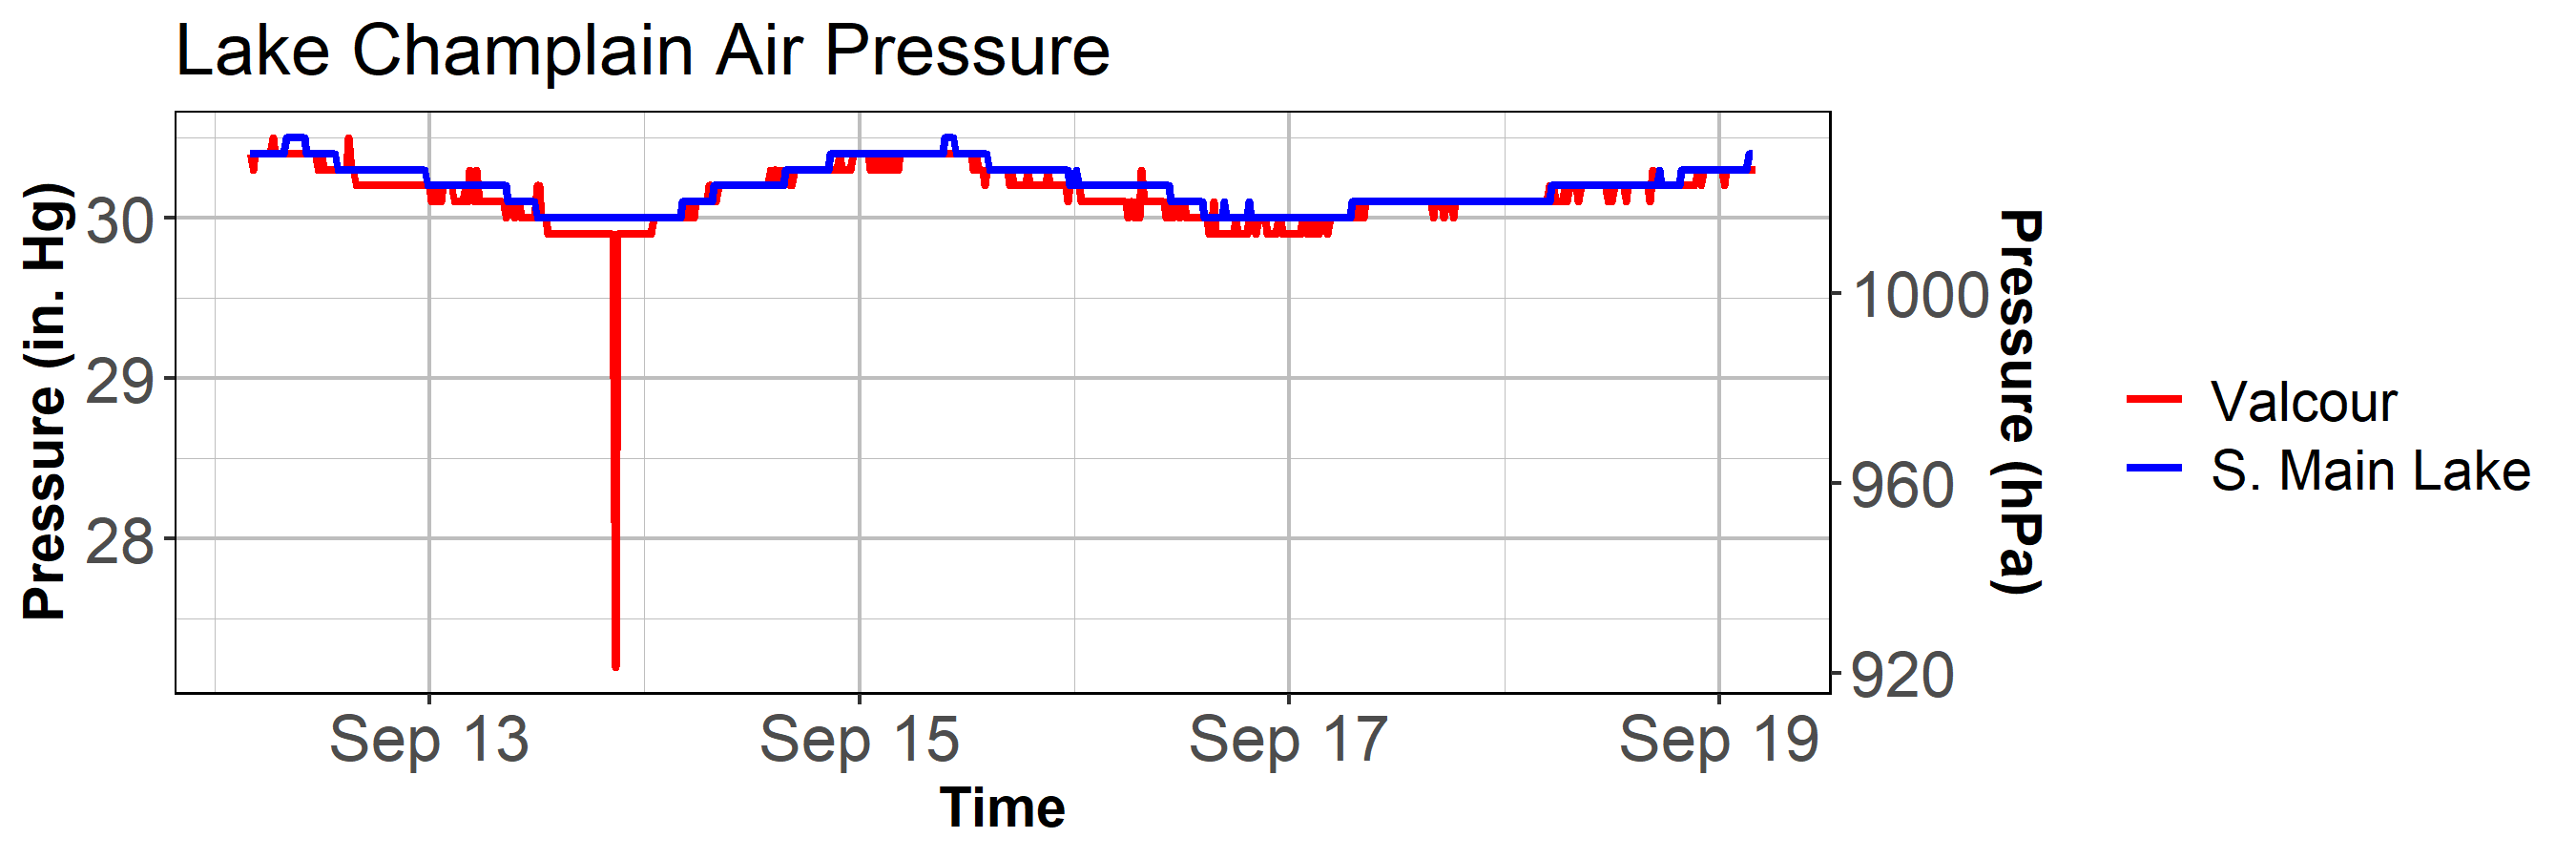 Lake Champlain Air Pressure
Pressure (in. Hg)
30
29
28
1000
960
920
Pressure (hPa)
Valcour
S. Main Lake
Sep 13
Sep 15
Sep 17
Sep 19
Time